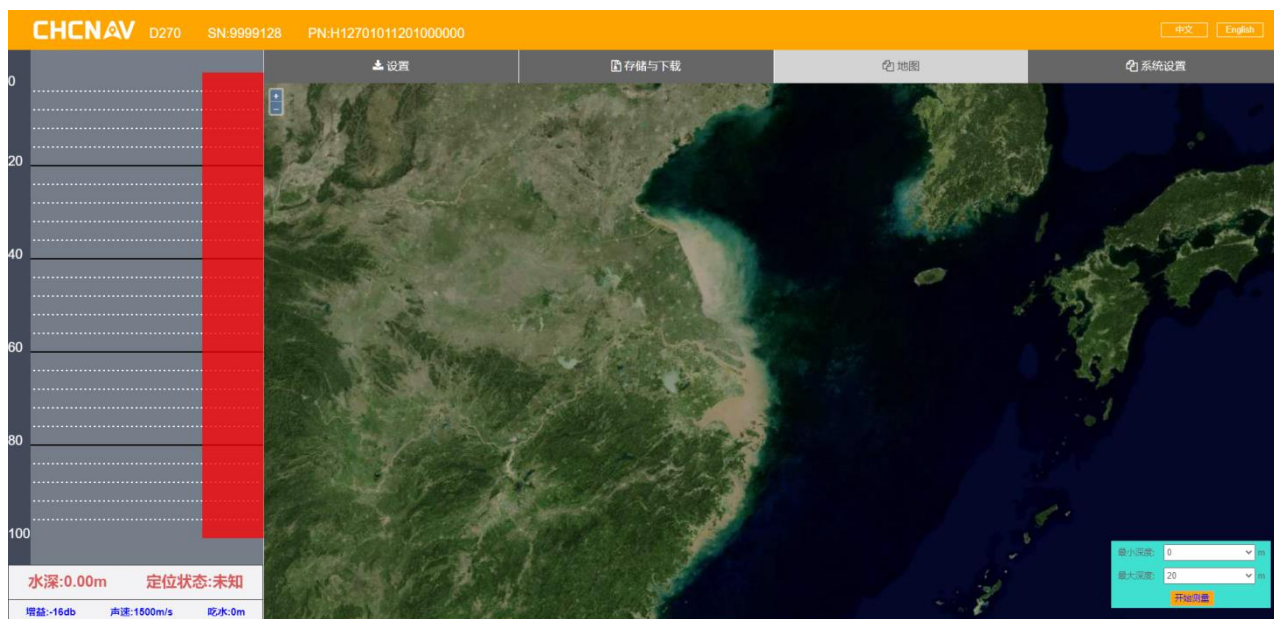 CHCNAV D270 SN:9999128 PN:H12701011201000000 中文 English
设置 存储与下载 地图 系统设置
0
20
40
60
80
100
+
-
最小深度: 0 m
最大深度: 20 m
开始测量
水深:0.00m 定位状态:未知
增益:-16db 声速:1500m/s 吃水:0m